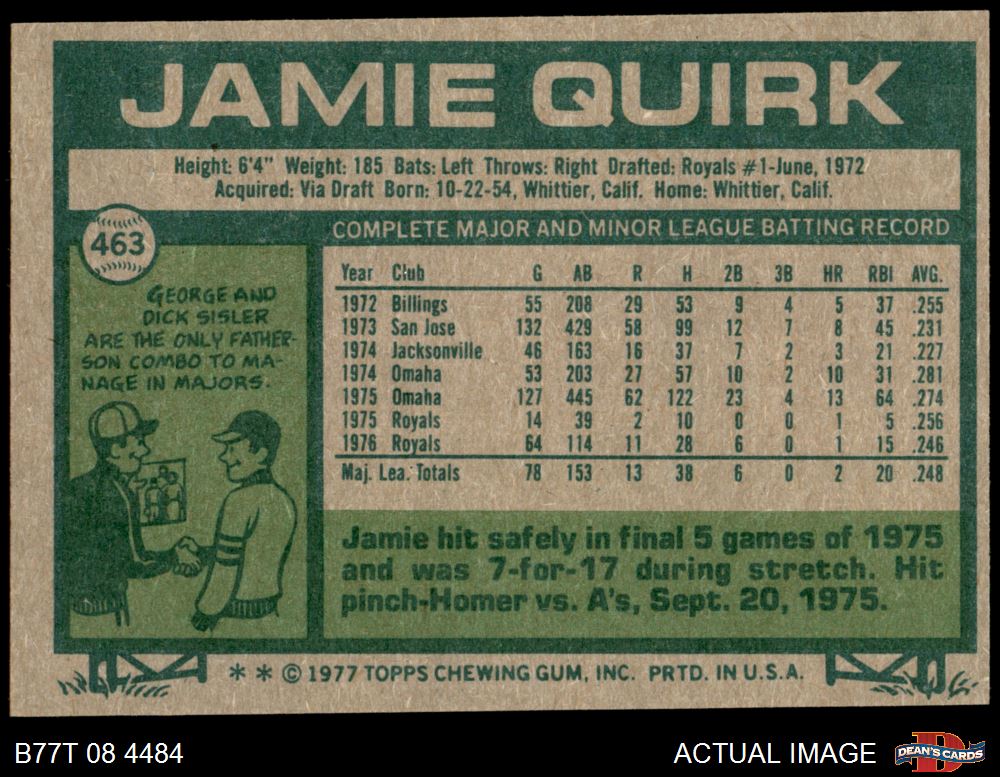 JAMIE QUIRK
Height: 6'4" Weight: 185 Bats: Left Throws: Right Drafted: Royals #1-June, 1972
Acquired: Via Draft Born: 10-22-54, Whittier, Calif. Home: Whittier, Calif.
463
GEORGE AND
DICK SISLER
ARE THE ONLY FATHER-
SON COMBO TO MA-
NAGE IN MAJORS.
COMPLETE MAJOR AND MINOR LEAGUE BATTING RECORD
Year Club G AB R H 2B 3B HR RBI AVG.
1972 Billings 55 208 29 53 9 4 5 37 .255
1973 San Jose 132 429 58 99 12 7 8 45 .231
1974 Jacksonville 46 163 16 37 7 2 3 21 .227
1974 Omaha 53 203 27 57 10 2 10 31 .281
1975 Omaha 127 445 62 122 23 4 13 64 .274
1975 Royals 14 39 2 10 0 0 1 5 .256
1976 Royals 64 114 11 28 6 0 1 15 .246
Maj. Lea. Totals 78 153 13 38 6 0 2 20 .248
Jamie hit safely in final 5 games of 1975
and was 7-for-17 during stretch. Hit
pinch-Homer vs. A's, Sept. 20, 1975.
* * © 1977 TOPPS CHEWING GUM, INC. PRTD. IN U.S.A.
B77T 08 4484
ACTUAL IMAGE
D
DEAN'S CARDS